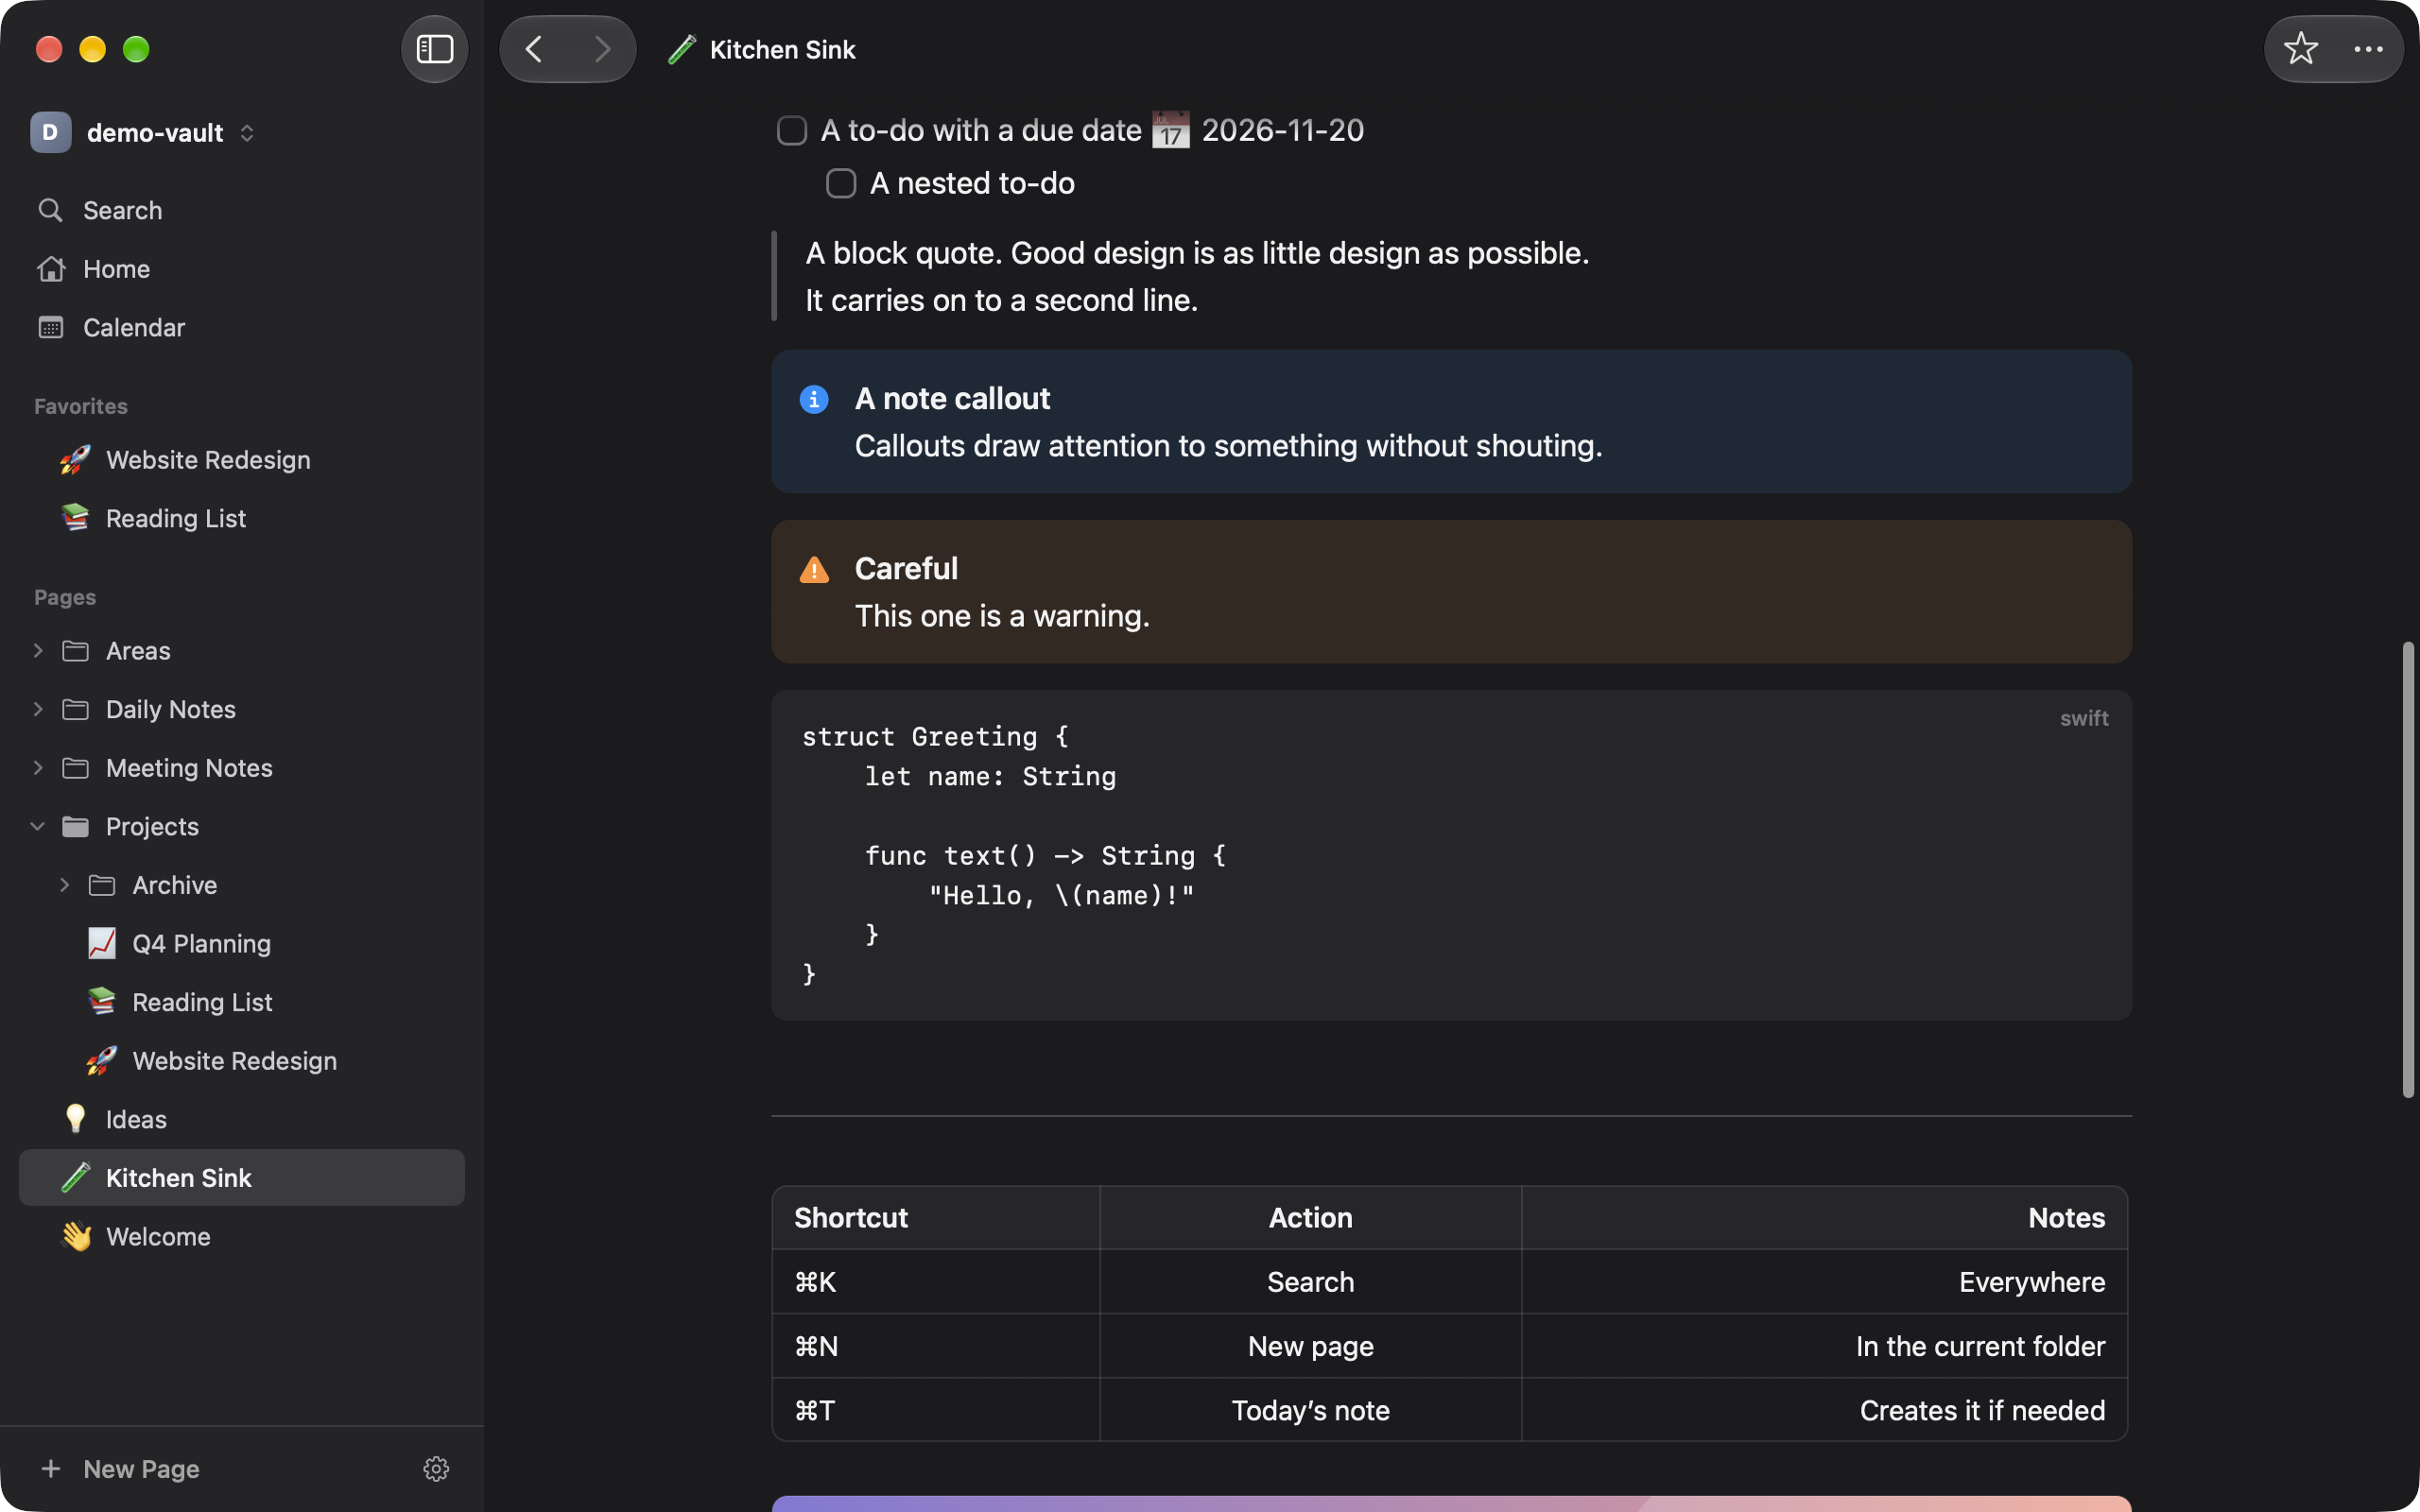 Kitchen Sink
D demo-vault
Search
Home
Calendar
Favorites
Website Redesign
Reading List
Pages
Areas
Daily Notes
Meeting Notes
Projects
Archive
Q4 Planning
Reading List
Website Redesign
Ideas
Kitchen Sink
Welcome
New Page
A to-do with a due date 📅 2026-11-20
A nested to-do
A block quote. Good design is as little design as possible.
It carries on to a second line.
A note callout
Callouts draw attention to something without shouting.
Careful
This one is a warning.
swift
struct Greeting {
    let name: String

    func text() -> String {
        "Hello, \(name)!"
    }
}
Shortcut Action Notes
⌘K Search Everywhere
⌘N New page In the current folder
⌘T Today’s note Creates it if needed